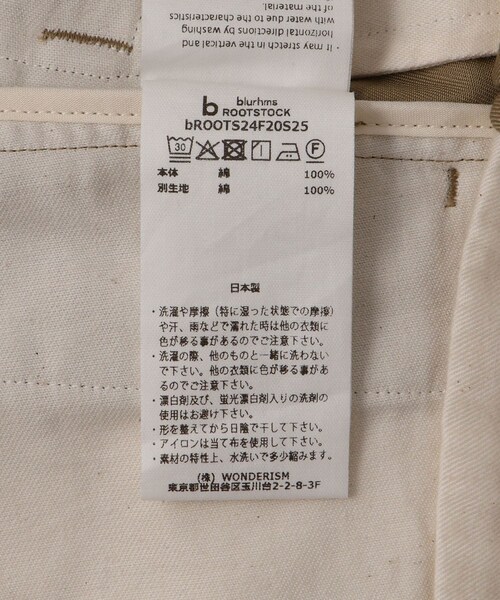 ・It may stretch in the vertical and
horizontal directions by washing
with water due to the characteristics
of the material.
b blurhms
ROOTSTOCK
bROOTS24F20S25
30 F
本体 綿 100%
別生地 綿 100%
日本製
・洗濯や摩擦（特に湿った状態での摩擦）
や汗、雨などで濡れた時は他の衣類に
色が移る事があるのでご注意下さい。
・洗濯の際、他のものと一緒に洗わない
で下さい。他の衣類に色が移る事があ
るのでご注意下さい。
・漂白剤及び、蛍光漂白剤入りの洗剤の
使用はお避け下さい。
・形を整えてから日陰で干して下さい。
・アイロンは当て布を使用して下さい。
・素材の特性上、水洗いで多少縮みます。
(株) WONDERISM
東京都世田谷区玉川台2-2-8-3F